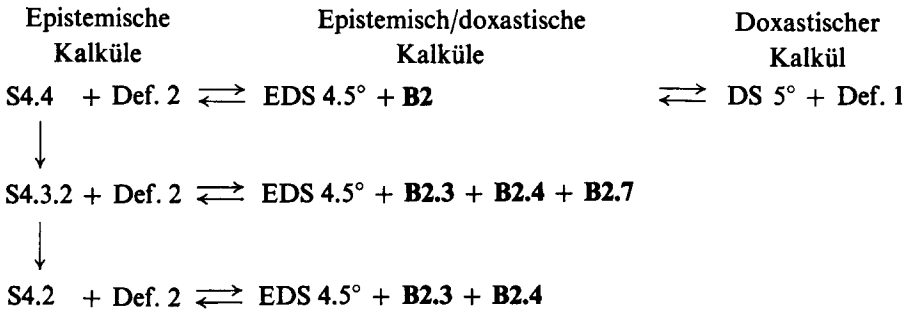 Epistemische Epistemisch/doxastische Doxastischer
Kalküle Kalküle Kalkül
S4.4 + Def. 2 ⇄ EDS 4.5° + B2 ⇄ DS 5° + Def. 1
↓
S4.3.2 + Def. 2 ⇄ EDS 4.5° + B2.3 + B2.4 + B2.7
↓
S4.2 + Def. 2 ⇄ EDS 4.5° + B2.3 + B2.4